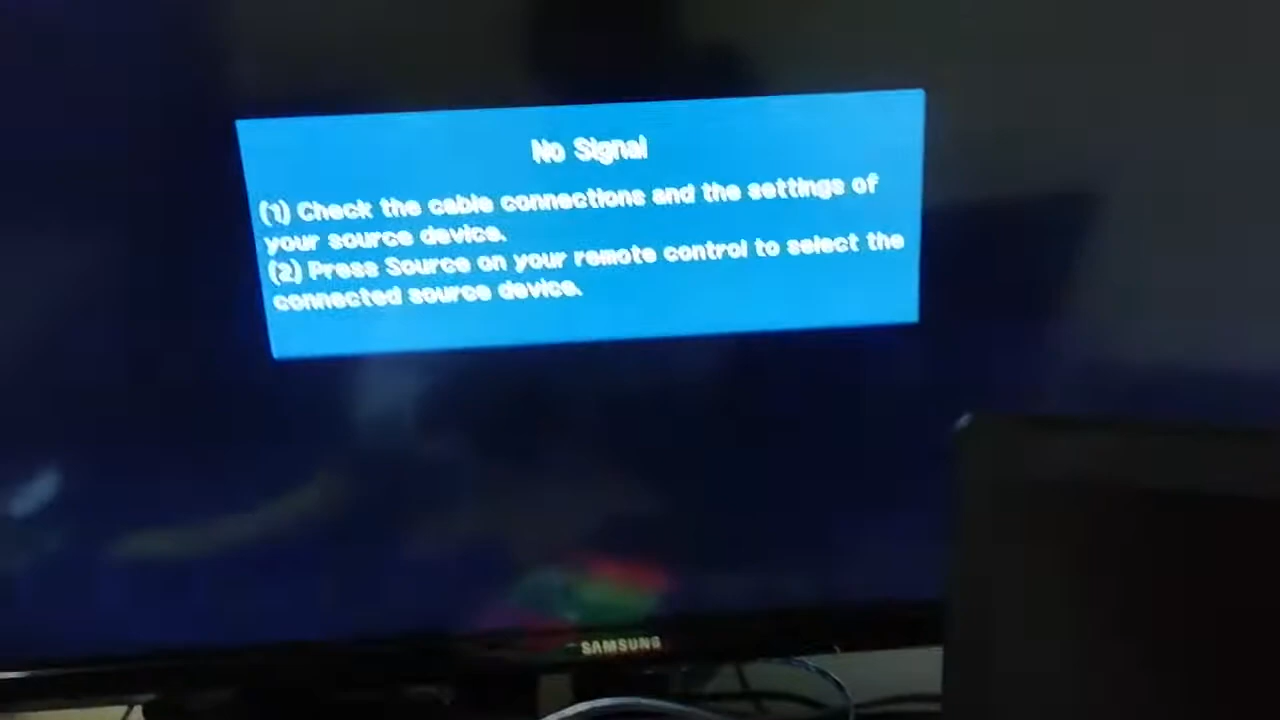 No Signal
(1) Check the cable connections and the settings of
your source device.
(2) Press Source on your remote control to select the
connected source device.
SAMSUNG